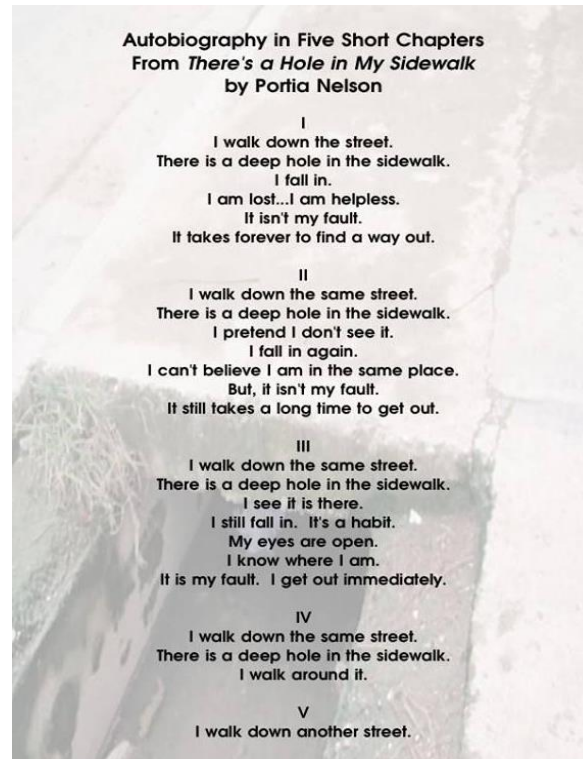 Autobiography in Five Short Chapters
From There's a Hole in My Sidewalk
by Portia Nelson
I
I walk down the street.
There is a deep hole in the sidewalk.
I fall in.
I am lost...I am helpless.
It isn't my fault.
It takes forever to find a way out.
II
I walk down the same street.
There is a deep hole in the sidewalk.
I pretend I don't see it.
I fall in again.
I can't believe I am in the same place.
But, it isn't my fault.
It still takes a long time to get out.
III
I walk down the same street.
There is a deep hole in the sidewalk.
I see it is there.
I still fall in. It's a habit.
My eyes are open.
I know where I am.
It is my fault. I get out immediately.
IV
I walk down the same street.
There is a deep hole in the sidewalk.
I walk around it.
V
I walk down another street.